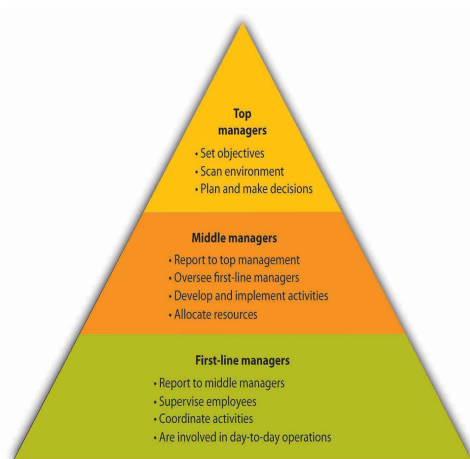 Top
managers
• Set objectives
• Scan environment
• Plan and make decisions
Middle managers
• Report to top management
• Oversee first-line managers
• Develop and implement activities
• Allocate resources
First-line managers
• Report to middle managers
• Supervise employees
• Coordinate activities
• Are involved in day-to-day operations